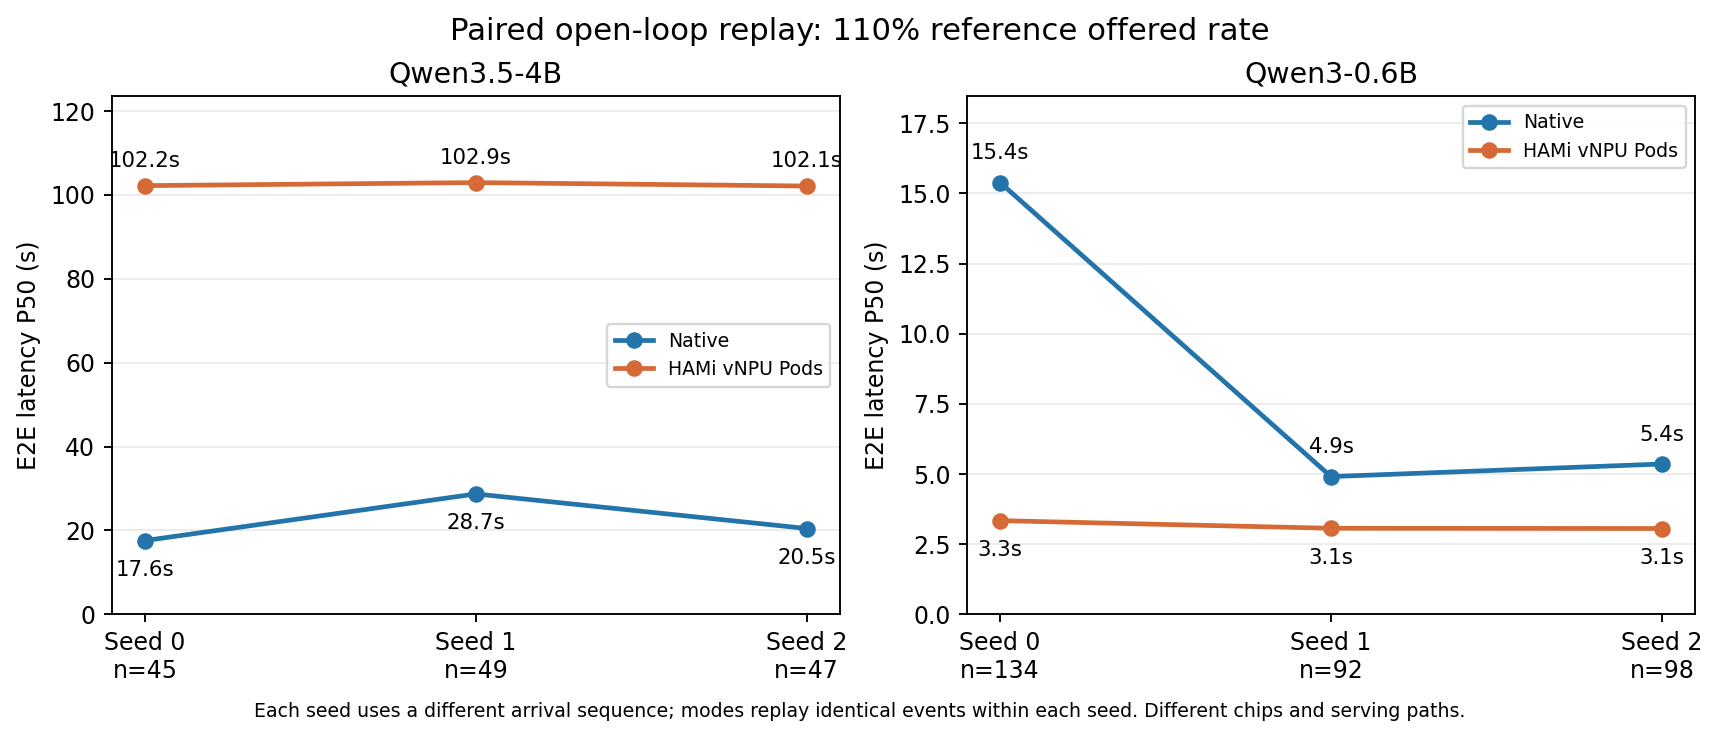 Paired open-loop replay: 110% reference offered rate
Qwen3.5-4B
E2E latency P50 (s)
120
100
80
60
40
20
0
102.2s
102.9s
102.1s
Native
HAMi vNPU Pods
17.6s
28.7s
20.5s
Seed 0
n=45
Seed 1
n=49
Seed 2
n=47
Qwen3-0.6B
E2E latency P50 (s)
17.5
15.0
12.5
10.0
7.5
5.0
2.5
0.0
Native
HAMi vNPU Pods
15.4s
4.9s
5.4s
3.3s
3.1s
3.1s
Seed 0
n=134
Seed 1
n=92
Seed 2
n=98
Each seed uses a different arrival sequence; modes replay identical events within each seed. Different chips and serving paths.